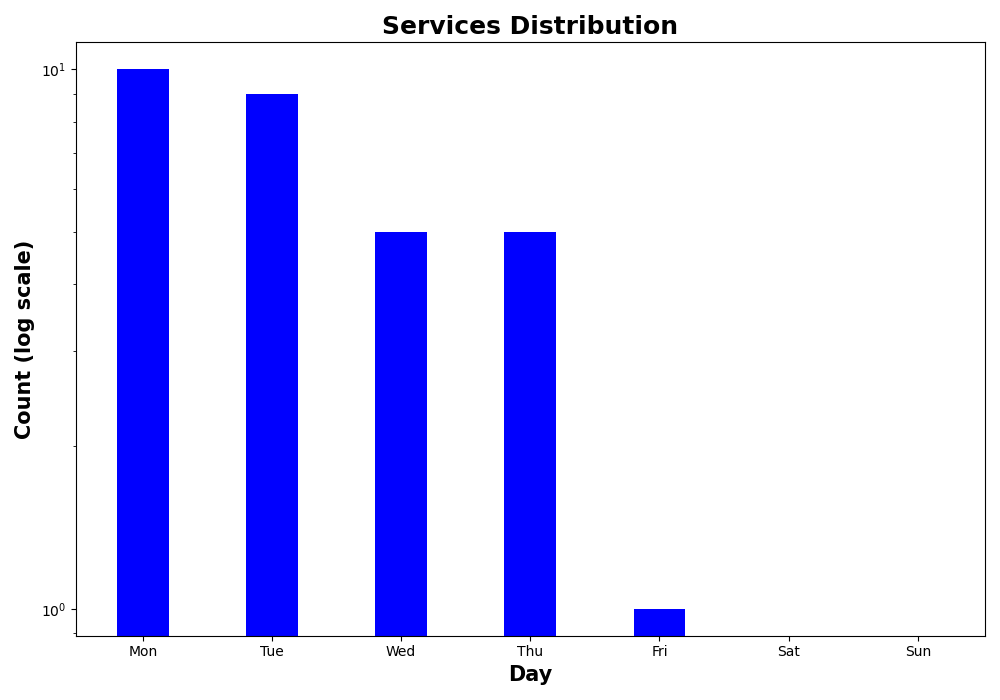 Services Distribution
Count (log scale)
10¹
10⁰
Mon Tue Wed Thu Fri Sat Sun
Day